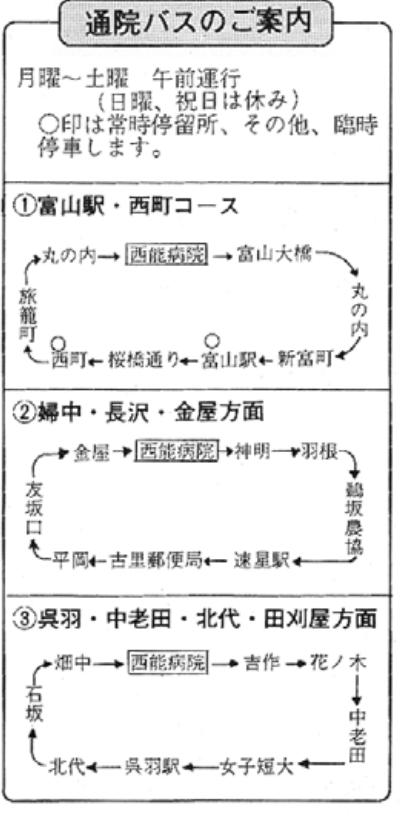 通院バスのご案内
月曜～土曜　午前運行
（日曜、祝日は休み）
○印は常時停留所、その他、臨時
停車します。
①富山駅・西町コース
丸の内→西能病院→富山大橋
丸の内
新富町
○富山駅
桜橋通り
○西町
旅籠町
②婦中・長沢・金屋方面
金屋→西能病院→神明→羽根
鵜坂農協
速星駅
古里郵便局
平岡
友坂口
③呉羽・中老田・北代・田刈屋方面
畑中→西能病院→吉作→花ノ木
中老田
女子短大
呉羽駅
北代
石坂